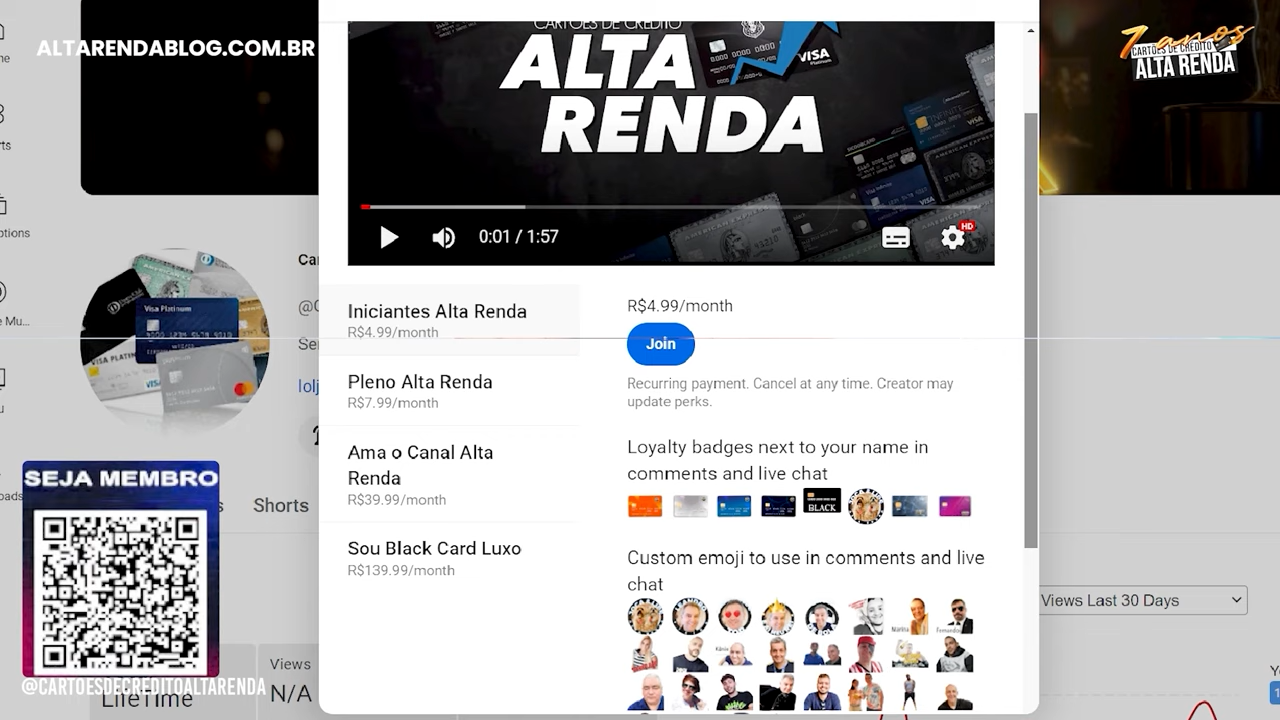 ALTARENDABLOG.COM.BR
CARTÕES DE CRÉDITO
ALTA
RENDA
VISA
7 anos
CARTÕES DE CRÉDITO
ALTA RENDA
0:01 / 1:57
HD
Iniciantes Alta Renda
R$4.99/month
Pleno Alta Renda
R$7.99/month
Ama o Canal Alta
Renda
R$39.99/month
Sou Black Card Luxo
R$139.99/month
R$4.99/month
Join
Recurring payment. Cancel at any time. Creator may
update perks.
Loyalty badges next to your name in
comments and live chat
BLACK
Custom emoji to use in comments and live
chat
Visa Platinum
SEJA MEMBRO
Shorts
Views Last 30 Days
Views
N/A
LifeTime
@CARTOESDECREDITOALTARENDA